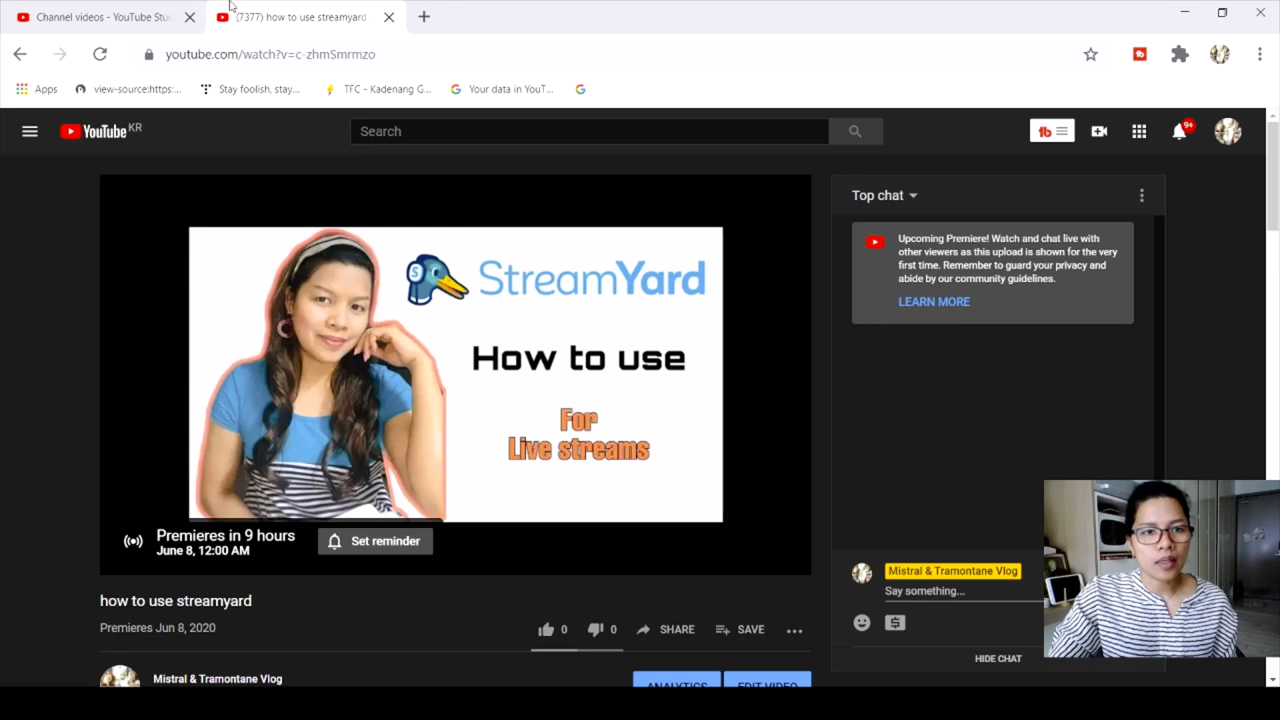 Channel videos - YouTube Stu
(7377) how to use streamyard
youtube.com/watch?v=c-zhmSmrmzo
Apps
view-source:https:...
Stay foolish, stay...
TFC - Kadenang G...
Your data in YouT...
YouTube KR
Search
9+
Top chat
Upcoming Premiere! Watch and chat live with
other viewers as this upload is shown for the very
first time. Remember to guard your privacy and
abide by our community guidelines.
LEARN MORE
S
StreamYard
How to use
For
Live streams
Premieres in 9 hours
June 8, 12:00 AM
Set reminder
Mistral & Tramontane Vlog
Say something...
HIDE CHAT
how to use streamyard
Premieres Jun 8, 2020
0
0
SHARE
SAVE
Mistral & Tramontane Vlog
ANALYTICS
EDIT VIDEO